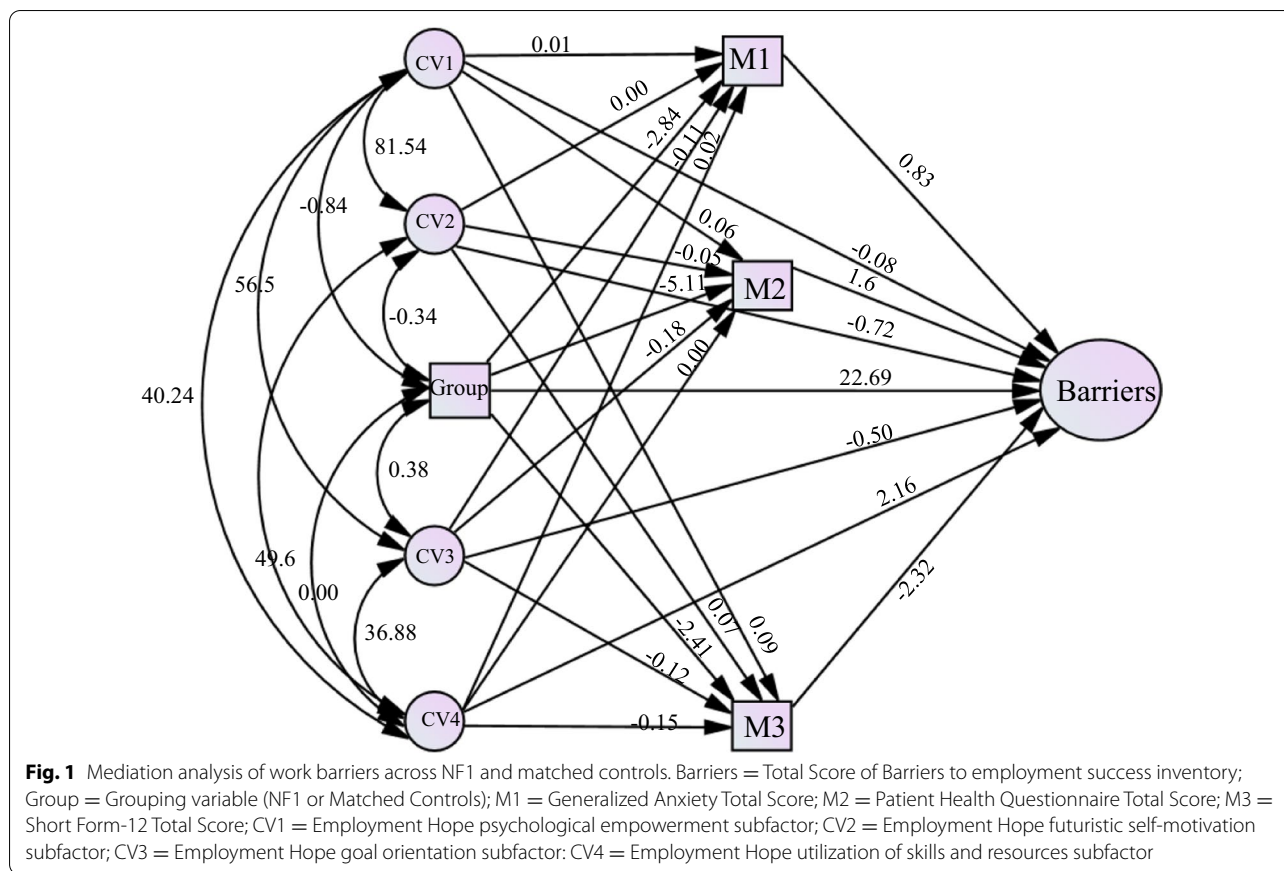 CV1
0.01
M1
0.00
-2.84
-0.11
0.02
81.54
0.83
-0.84
CV2
0.06
-0.05
-5.11
M2
-0.08
1.6
56.5
-0.34
-0.18
0.00
-0.72
Group
22.69
Barriers
40.24
0.38
-0.50
2.16
CV3
49.6
0.00
36.88
-2.41
0.07
0.09
-2.32
-0.12
CV4
-0.15
M3
Fig. 1 Mediation analysis of work barriers across NF1 and matched controls. Barriers = Total Score of Barriers to employment success inventory;
Group = Grouping variable (NF1 or Matched Controls); M1 = Generalized Anxiety Total Score; M2 = Patient Health Questionnaire Total Score; M3 =
Short Form-12 Total Score; CV1 = Employment Hope psychological empowerment subfactor; CV2 = Employment Hope futuristic self-motivation
subfactor; CV3 = Employment Hope goal orientation subfactor: CV4 = Employment Hope utilization of skills and resources subfactor